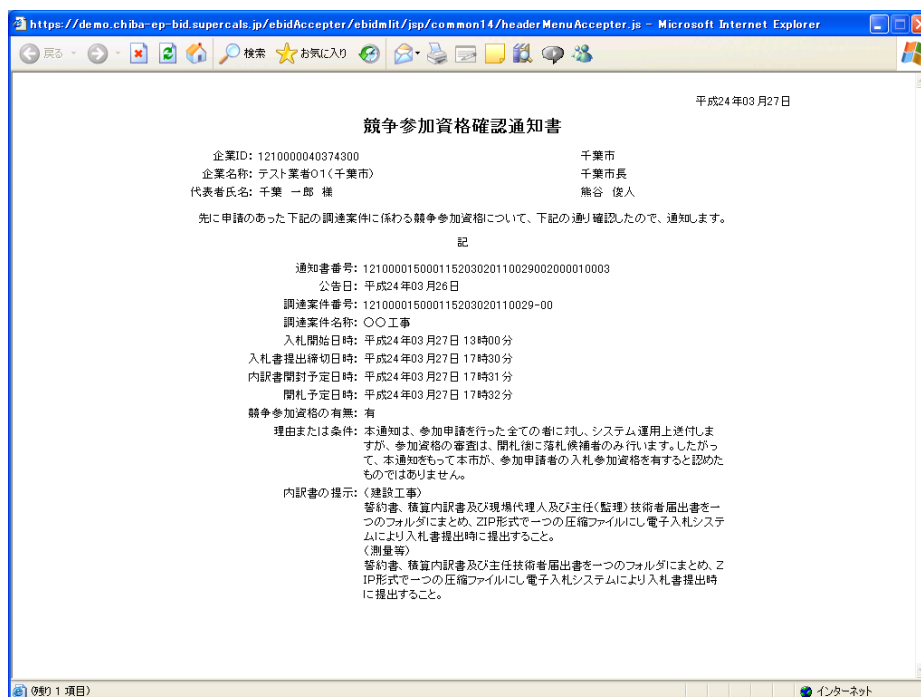 https://demo.chiba-ep-bid.supercals.jp/ebidAccepter/ebidmlit/jsp/common14/headerMenuAccepter.js - Microsoft Internet Explorer
戻る 検索 お気に入り
平成24年03月27日
競争参加資格確認通知書
企業ID: 1210000040374300 千葉市
企業名称: テスト業者01(千葉市) 千葉市長
代表者氏名: 千葉 一郎 様 熊谷 俊人
先に申請のあった下記の調達案件に係わる競争参加資格について、下記の通り確認したので、通知します。
記
通知書番号: 12100001500011520302011002900200001‌0003
公告日: 平成24年03月26日
調達案件番号: 121000015000115203020110029-00
調達案件名称: 〇〇工事
入札開始日時: 平成24年03月27日 13時00分
入札書提出締切日時: 平成24年03月27日 17時30分
内訳書開封予定日時: 平成24年03月27日 17時31分
開札予定日時: 平成24年03月27日 17時32分
競争参加資格の有無: 有
理由または条件: 本通知は、参加申請を行った全ての者に対し、システム運用上送付しま
すが、参加資格の審査は、開札後に落札候補者のみ行います。したがっ
て、本通知をもって本市が、参加申請者の入札参加資格を有すると認めた
ものではありません。
内訳書の提示: (建設工事)
誓約書、積算内訳書及び現場代理人及び主任(監理)技術者届出書を一
つのフォルダにまとめ、ZIP形式で一つの圧縮ファイルにし電子入札システ
ムにより入札書提出時に提出すること。
(測量等)
誓約書、積算内訳書及び主任技術者届出書を一つのフォルダにまとめ、Z
IP形式で一つの圧縮ファイルにし電子入札システムにより入札書提出時
に提出すること。
(残り 1 項目) インターネット